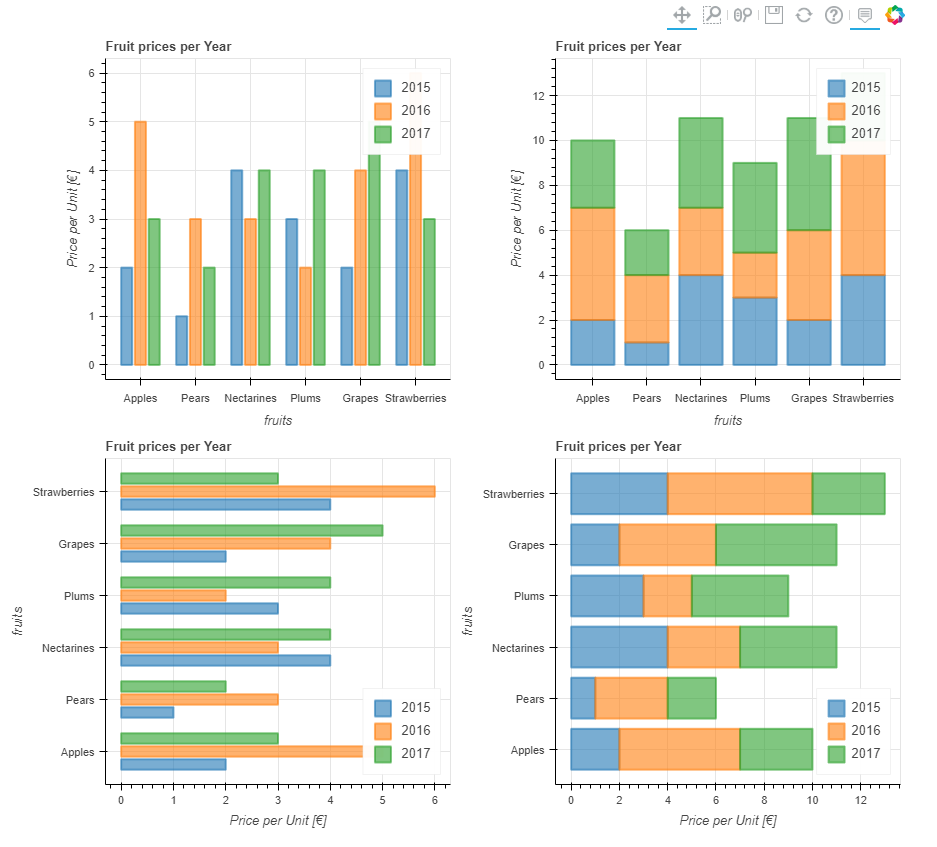 Fruit prices per Year
6
5
4
3
2
1
0
Price per Unit [€]
2015
2016
2017
Apples Pears Nectarines Plums Grapes Strawberries
fruits
Fruit prices per Year
12
10
8
6
4
2
0
Price per Unit [€]
2015
2016
2017
Apples Pears Nectarines Plums Grapes Strawberries
fruits
Fruit prices per Year
Strawberries
Grapes
Plums
Nectarines
Pears
Apples
fruits
2015
2016
2017
0 1 2 3 4 5 6
Price per Unit [€]
Fruit prices per Year
Strawberries
Grapes
Plums
Nectarines
Pears
Apples
fruits
2015
2016
2017
0 2 4 6 8 10 12
Price per Unit [€]